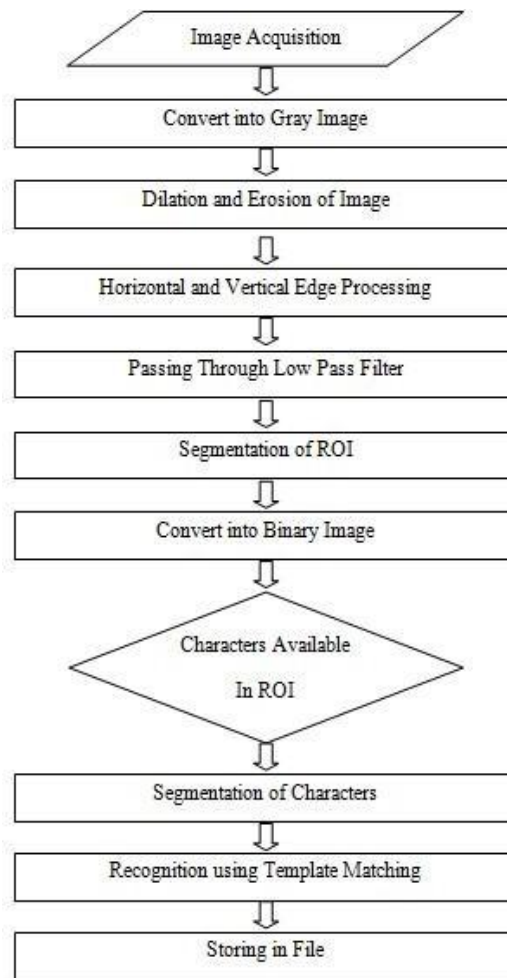 Image Acquisition
Convert into Gray Image
Dilation and Erosion of Image
Horizontal and Vertical Edge Processing
Passing Through Low Pass Filter
Segmentation of ROI
Convert into Binary Image
Characters Available
In ROI
Segmentation of Characters
Recognition using Template Matching
Storing in File